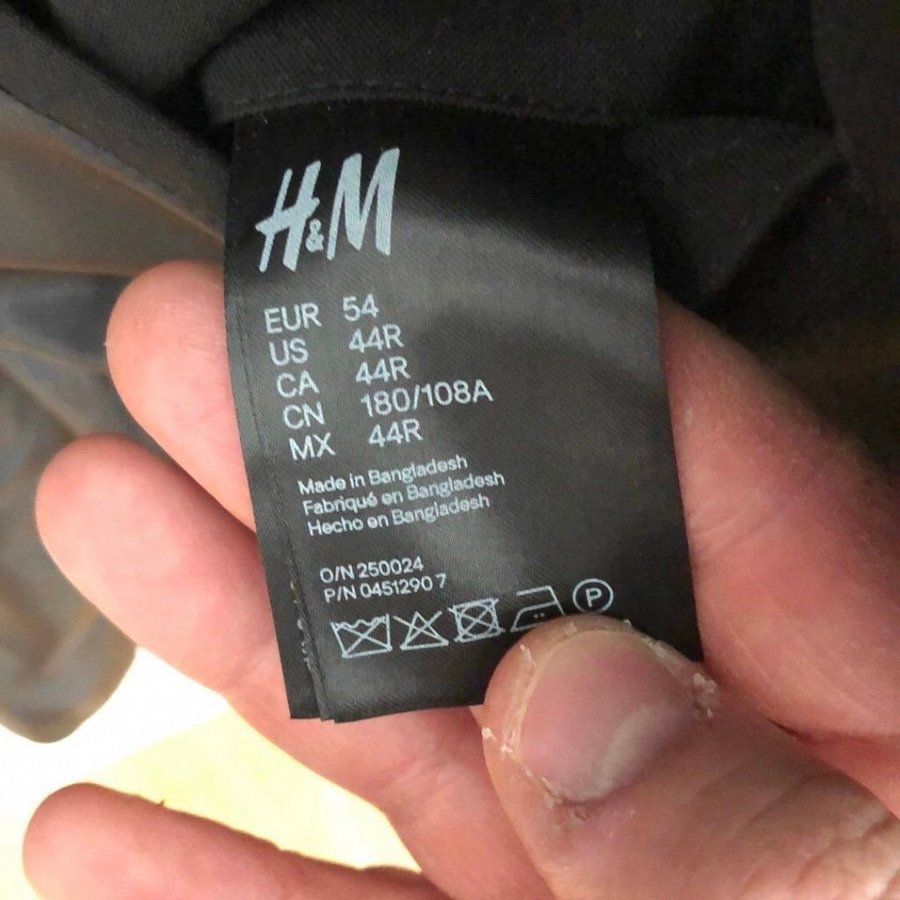 H&M
EUR 54
US 44R
CA 44R
CN 180/108A
MX 44R
Made in Bangladesh
Fabriqué en Bangladesh
Hecho en Bangladesh
O/N 250024
P/N 0451290 7
P